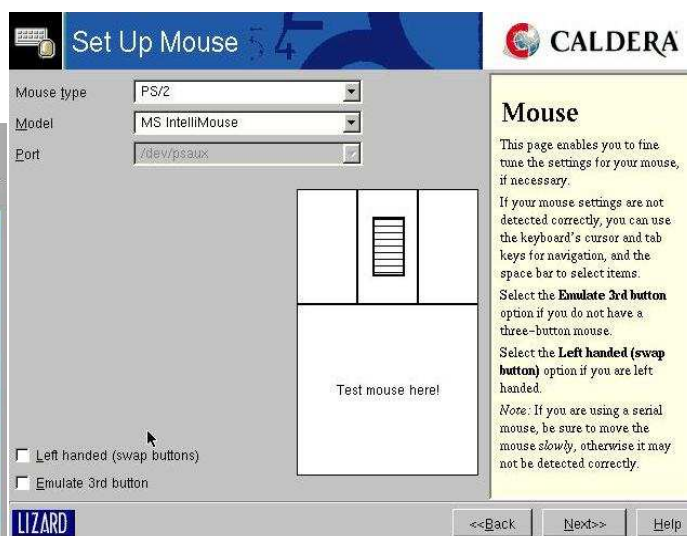 Set Up Mouse
54
CALDERA
Mouse type
PS/2
Model
MS IntelliMouse
Port
/dev/psaux
Test mouse here!
Left handed (swap buttons)
Emulate 3rd button
Mouse
This page enables you to fine
tune the settings for your mouse,
if necessary.
If your mouse settings are not
detected correctly, you can use
the keyboard's cursor and tab
keys for navigation, and the
space bar to select items.
Select the Emulate 3rd button
option if you do not have a
three-button mouse.
Select the Left handed (swap
button) option if you are left
handed.
Note: If you are using a serial
mouse, be sure to move the
mouse slowly, otherwise it may
not be detected correctly.
LIZARD
<<Back
Next>>
Help